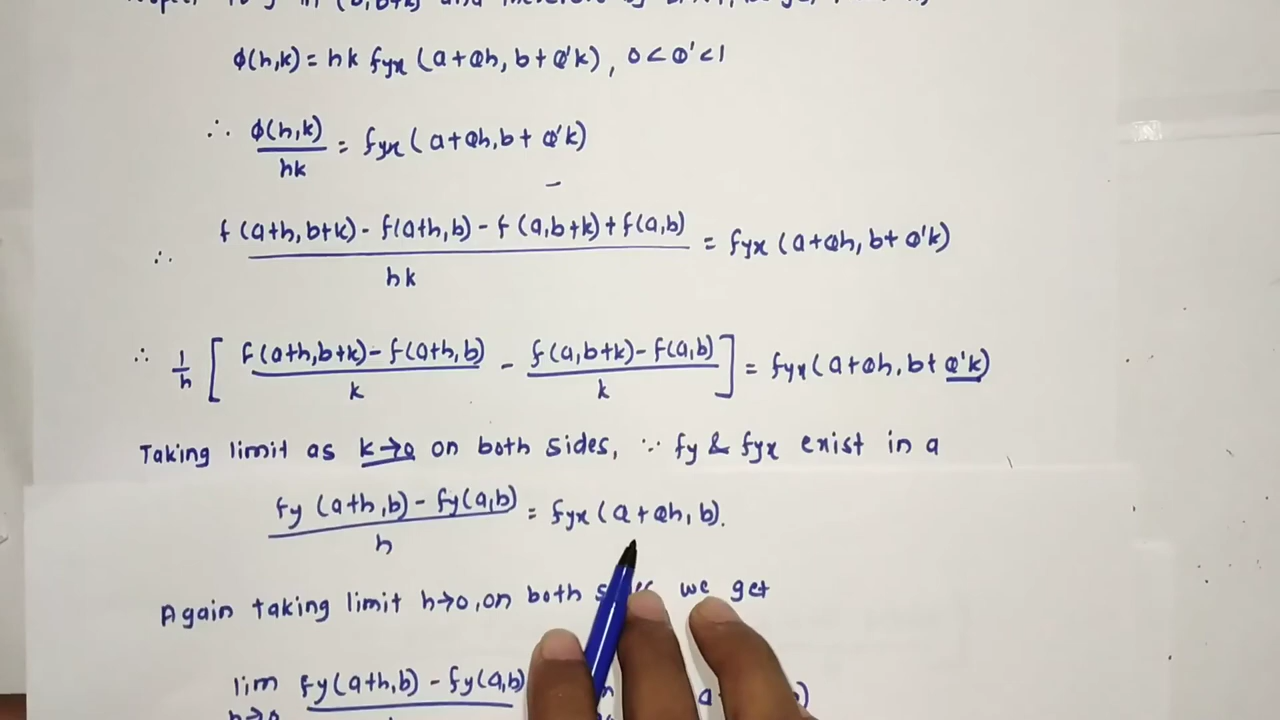 ϕ(h,k) = hk fyx (a+θh, b+θ'k), 0<θ'<1
∴ ϕ(h,k) / hk = fyx (a+θh, b+θ'k)
∴ f(a+h, b+k) - f(a+h, b) - f(a, b+k) + f(a,b) / hk = fyx (a+θh, b+θ'k)
∴ 1/h [ f(a+h, b+k) - f(a+h, b) / k - f(a, b+k) - f(a,b) / k ] = fyx (a+θh, b+θ'k)
Taking limit as k→0 on both sides, ∵ fy & fyx exist in a
fy (a+h, b) - fy(a,b) / h = fyx (a+θh, b).
Again taking limit h→0, on both we get
lim h→0 fy(a+h, b) - fy(a,b)